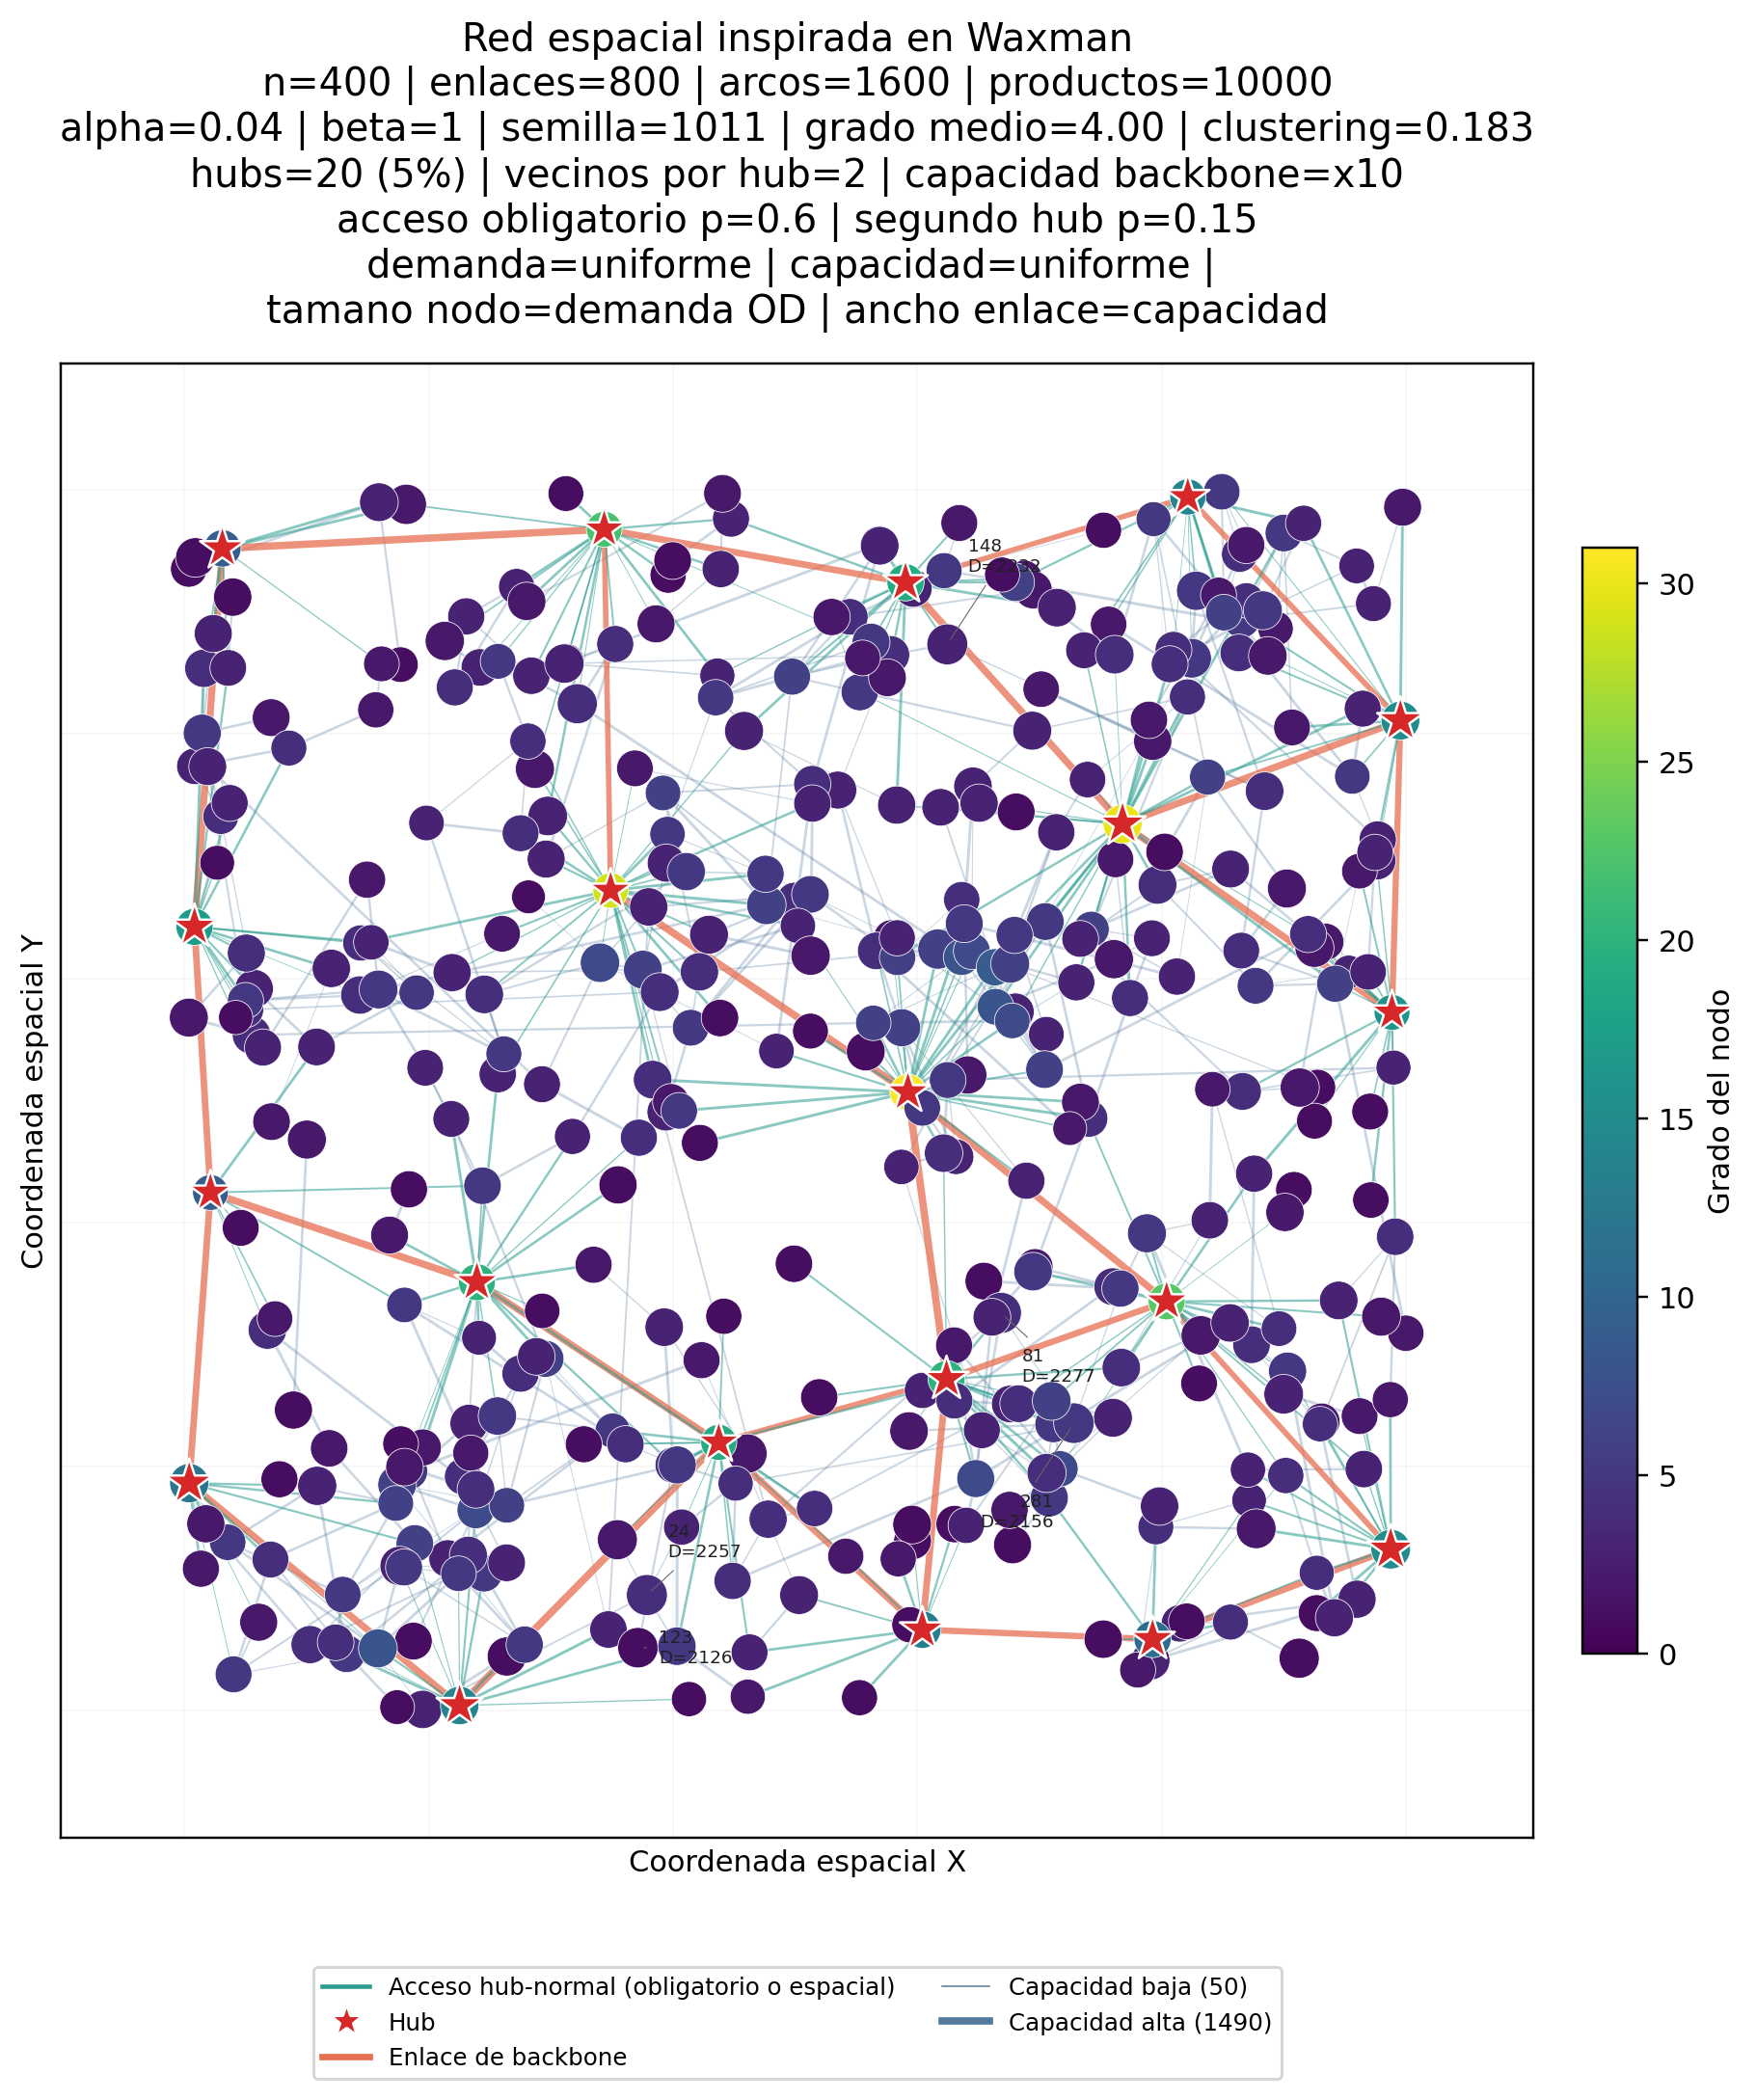 Red espacial inspirada en Waxman
n=400 | enlaces=800 | arcos=1600 | productos=10000
alpha=0.04 | beta=1 | semilla=1011 | grado medio=4.00 | clustering=0.183
hubs=20 (5%) | vecinos por hub=2 | capacidad backbone=x10
acceso obligatorio p=0.6 | segundo hub p=0.15
demanda=uniforme | capacidad=uniforme |
tamano nodo=demanda OD | ancho enlace=capacidad
148
D=2232
81
D=2277
281
D=2156
24
D=2257
123
D=2126
Coordenada espacial Y
Coordenada espacial X
30
25
20
15
10
5
0
Grado del nodo
Acceso hub-normal (obligatorio o espacial)
Hub
Enlace de backbone
Capacidad baja (50)
Capacidad alta (1490)